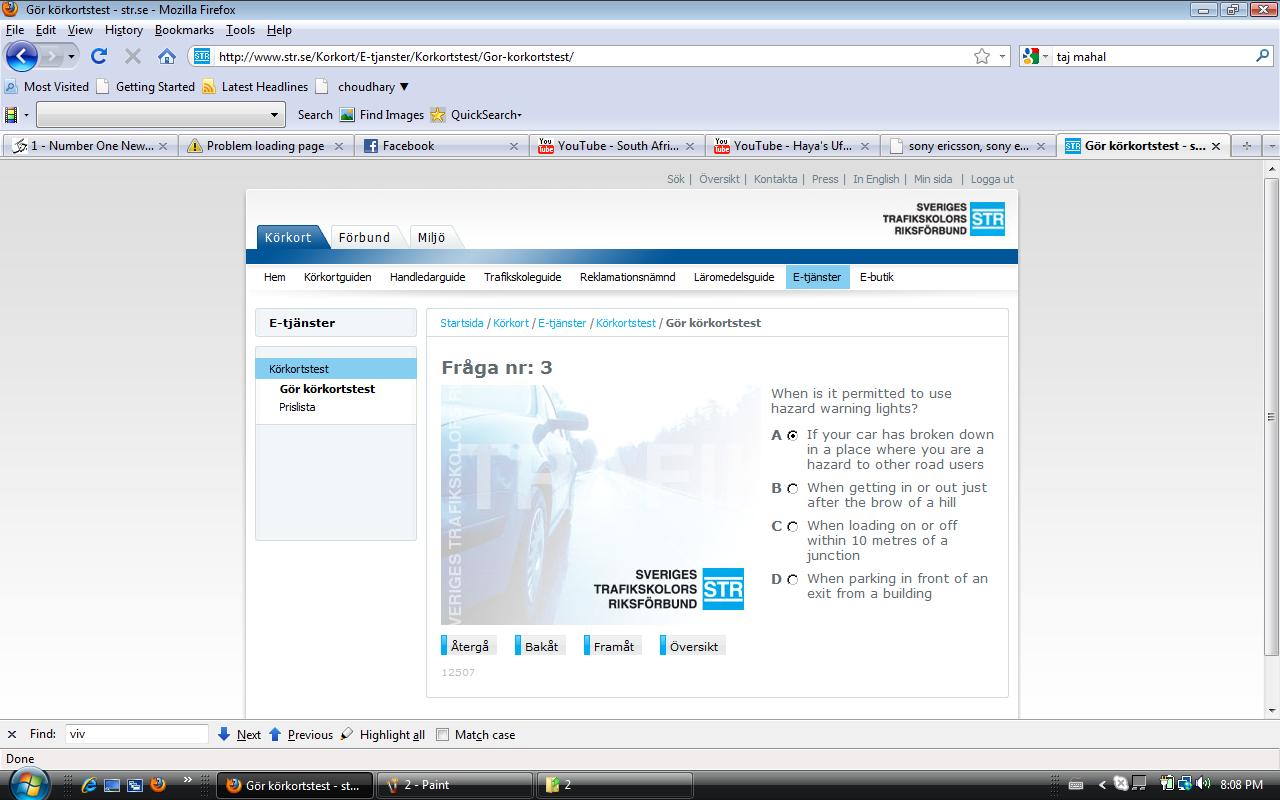 Gör körkortstest - str.se - Mozilla Firefox
File Edit View History Bookmarks Tools Help
STR http://www.str.se/Korkort/E-tjanster/Korkortstest/Gor-korkortstest/ taj mahal
Most Visited Getting Started Latest Headlines choudhary
Search Find Images QuickSearch
1 - Number One New... Problem loading page Facebook YouTube - South Afri... YouTube - Haya's Uf... sony ericsson, sony e... Gör körkortstest - s...
Sök | Översikt | Kontakta | Press | In English | Min sida | Logga ut
SVERIGES
TRAFIKSKOLORS
RIKSFÖRBUND
STR
Körkort Förbund Miljö
Hem Körkortguiden Handledarguide Trafikskoleguide Reklamationsnämnd Läromedelsguide E-tjänster E-butik
E-tjänster
Körkortstest
Gör körkortstest
Prislista
Startsida / Körkort / E-tjänster / Körkortstest / Gör körkortstest
Fråga nr: 3
VERIGES TRAFIKSKOLORS R
TRAFIK
SVERIGES
TRAFIKSKOLORS
RIKSFÖRBUND
STR
When is it permitted to use
hazard warning lights?
A If your car has broken down
in a place where you are a
hazard to other road users
B When getting in or out just
after the brow of a hill
C When loading on or off
within 10 metres of a
junction
D When parking in front of an
exit from a building
Återgå Bakåt Framåt Översikt
12507
Find: viv Next Previous Highlight all Match case
Done
Gör körkortstest - st... 2 - Paint 2 8:08 PM